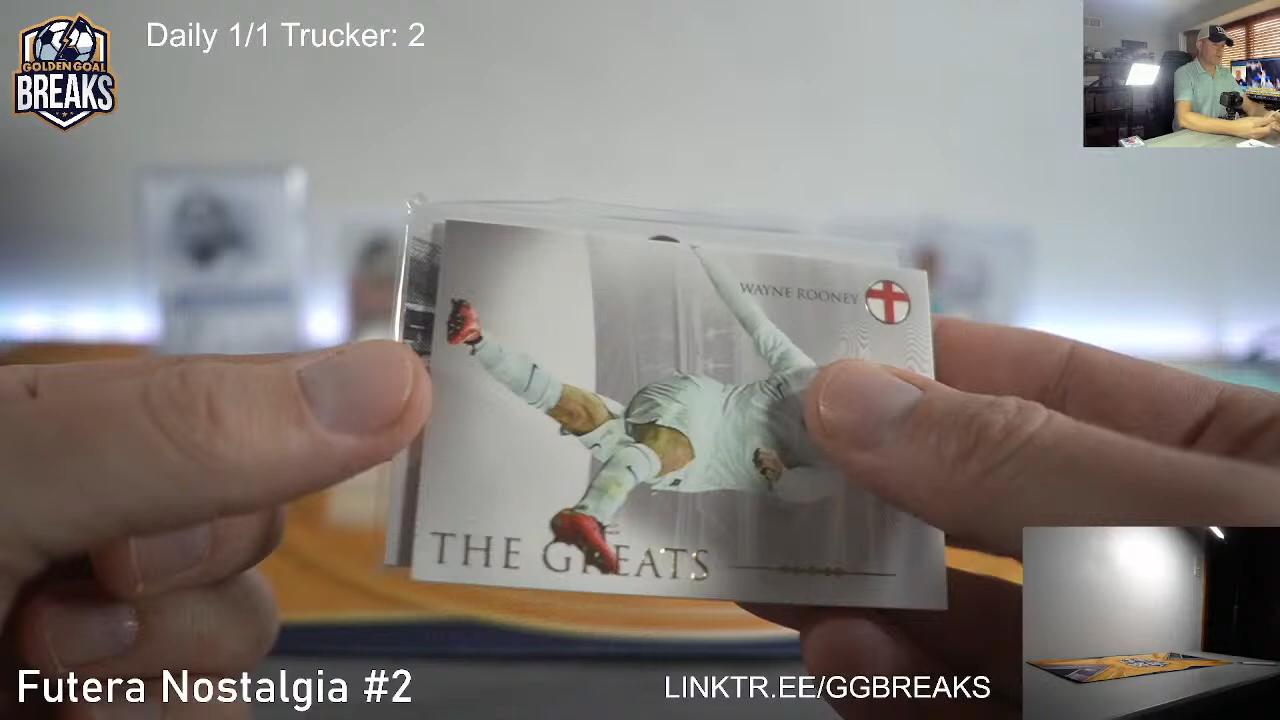 GOLDEN GOAL
BREAKS
Daily 1/1 Trucker: 2
WAYNE ROONEY
THE GREATS
Futera Nostalgia #2
LINKTR.EE/GGBREAKS